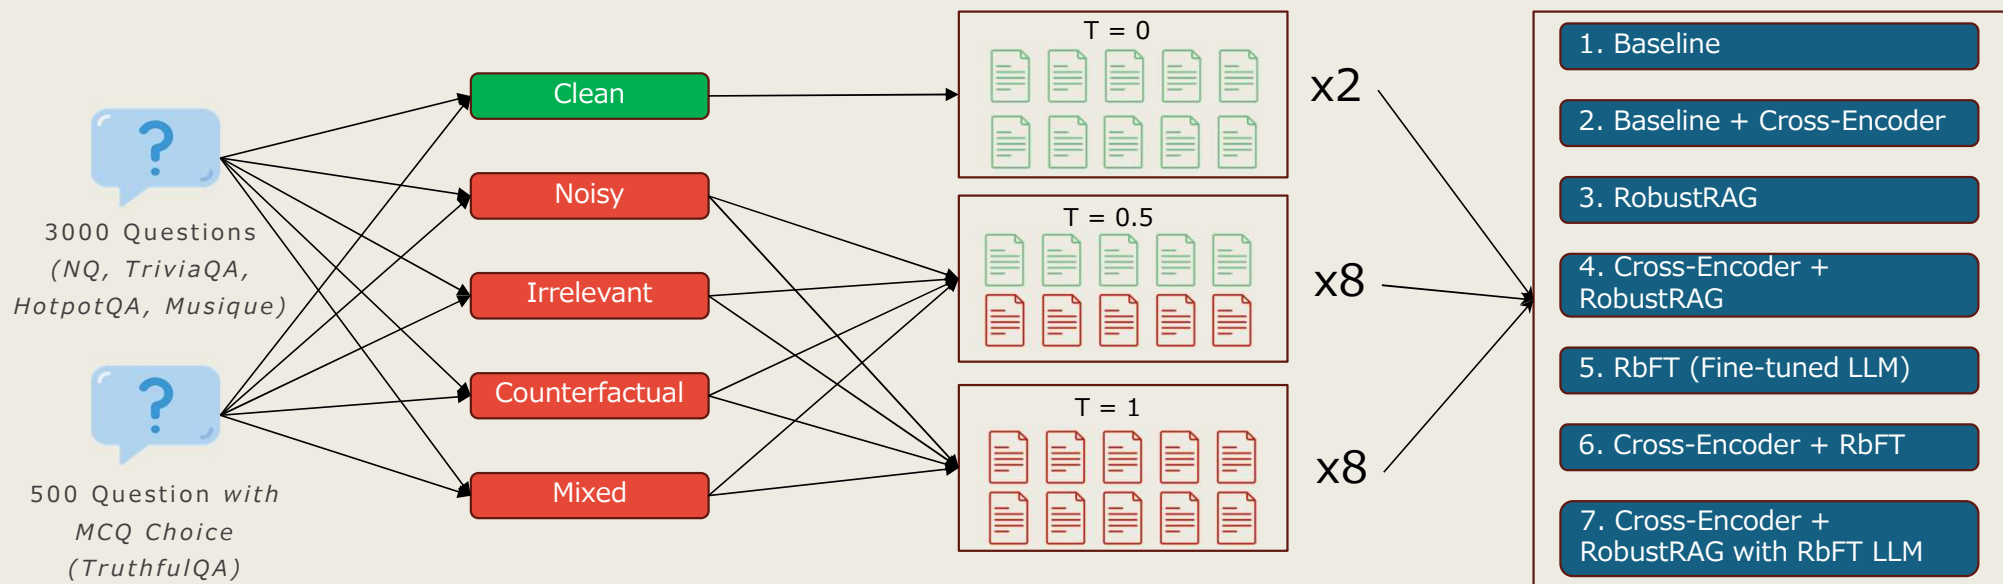 3000 Questions
(NQ, TriviaQA,
HotpotQA, Musique)
500 Question with
MCQ Choice
(TruthfulQA)
Clean
Noisy
Irrelevant
Counterfactual
Mixed
T = 0
x2
T = 0.5
x8
T = 1
x8
1. Baseline
2. Baseline + Cross-Encoder
3. RobustRAG
4. Cross-Encoder +
RobustRAG
5. RbFT (Fine-tuned LLM)
6. Cross-Encoder + RbFT
7. Cross-Encoder +
RobustRAG with RbFT LLM